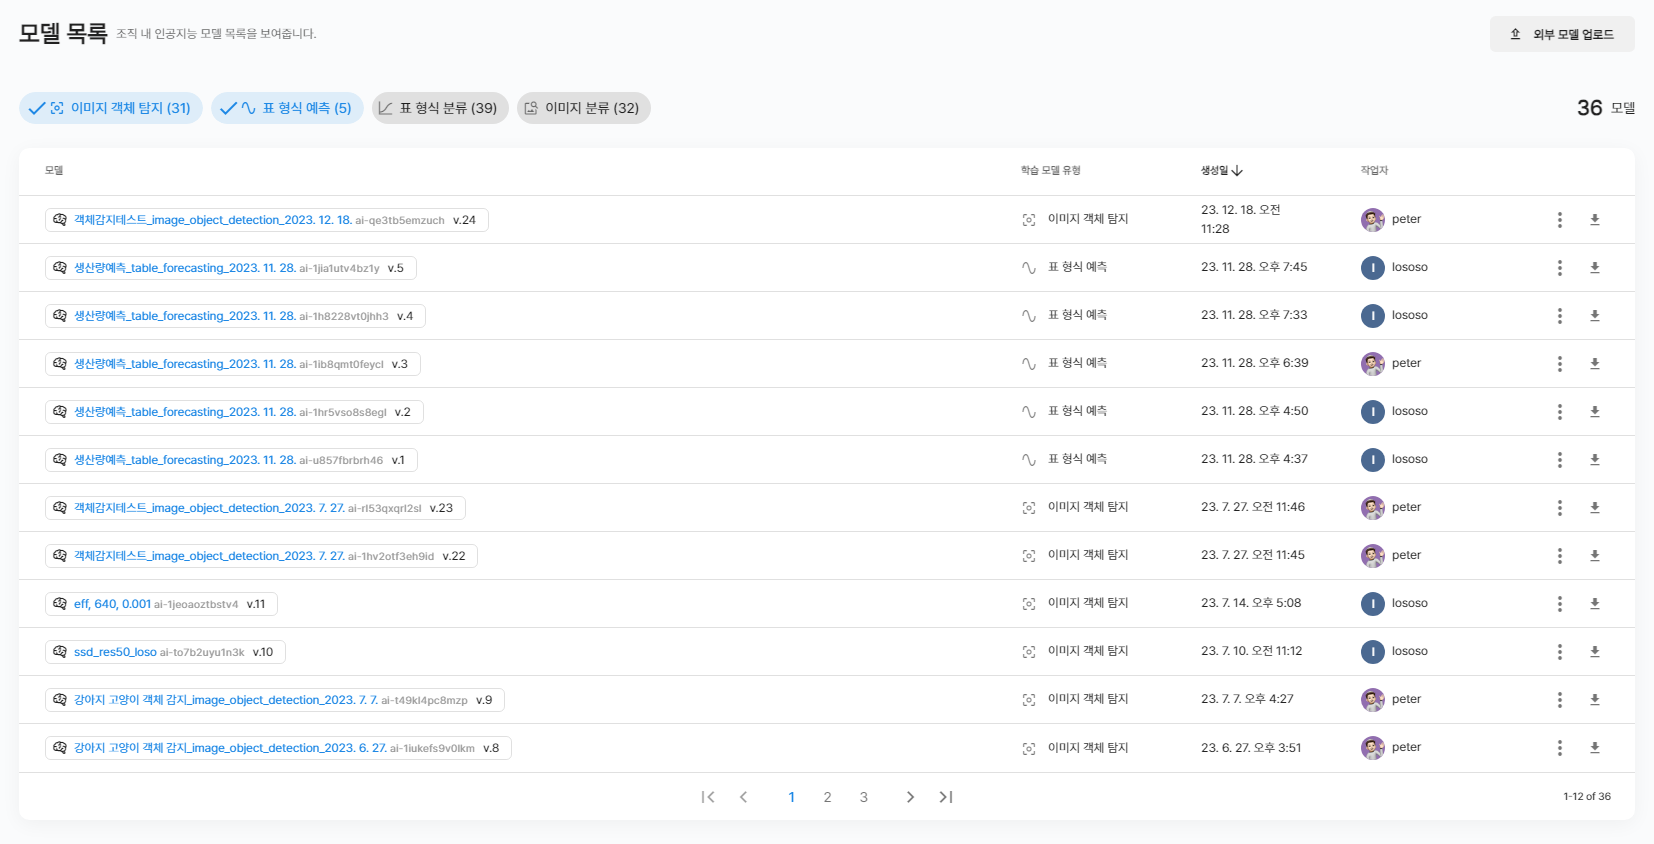 모델 목록 조직 내 인공지능 모델 목록을 보여줍니다.
외부 모델 업로드
이미지 객체 탐지 (31) 표 형식 예측 (5) 표 형식 분류 (39) 이미지 분류 (32)
36 모델
모델 학습 모델 유형 생성일 작업자
객체감지테스트_image_object_detection_2023. 12. 18. ai-qe3tb5emzuch v.24 이미지 객체 탐지 23. 12. 18. 오전 11:28 peter
생산량예측_table_forecasting_2023. 11. 28. ai-1jia1utv4bz1y v.5 표 형식 예측 23. 11. 28. 오후 7:45 l lososo
생산량예측_table_forecasting_2023. 11. 28. ai-1h8228vt0jhh3 v.4 표 형식 예측 23. 11. 28. 오후 7:33 l lososo
생산량예측_table_forecasting_2023. 11. 28. ai-1ib8qmt0feycl v.3 표 형식 예측 23. 11. 28. 오후 6:39 peter
생산량예측_table_forecasting_2023. 11. 28. ai-1hr5vso8s8egl v.2 표 형식 예측 23. 11. 28. 오후 4:50 l lososo
생산량예측_table_forecasting_2023. 11. 28. ai-u857fbrbrh46 v.1 표 형식 예측 23. 11. 28. 오후 4:37 l lososo
객체감지테스트_image_object_detection_2023. 7. 27. ai-rl53qxqrl2sl v.23 이미지 객체 탐지 23. 7. 27. 오전 11:46 peter
객체감지테스트_image_object_detection_2023. 7. 27. ai-1hv2otf3eh9id v.22 이미지 객체 탐지 23. 7. 27. 오전 11:45 peter
eff, 640, 0.001 ai-1jeoaoztbstv4 v.11 이미지 객체 탐지 23. 7. 14. 오후 5:08 l lososo
ssd_res50_loso ai-to7b2uyu1n3k v.10 이미지 객체 탐지 23. 7. 10. 오전 11:12 l lososo
강아지 고양이 객체 감지_image_object_detection_2023. 7. 7. ai-t49kl4pc8mzp v.9 이미지 객체 탐지 23. 7. 7. 오후 4:27 peter
강아지 고양이 객체 감지_image_object_detection_2023. 6. 27. ai-1iukefs9v0lkm v.8 이미지 객체 탐지 23. 6. 27. 오후 3:51 peter
1 2 3
1-12 of 36